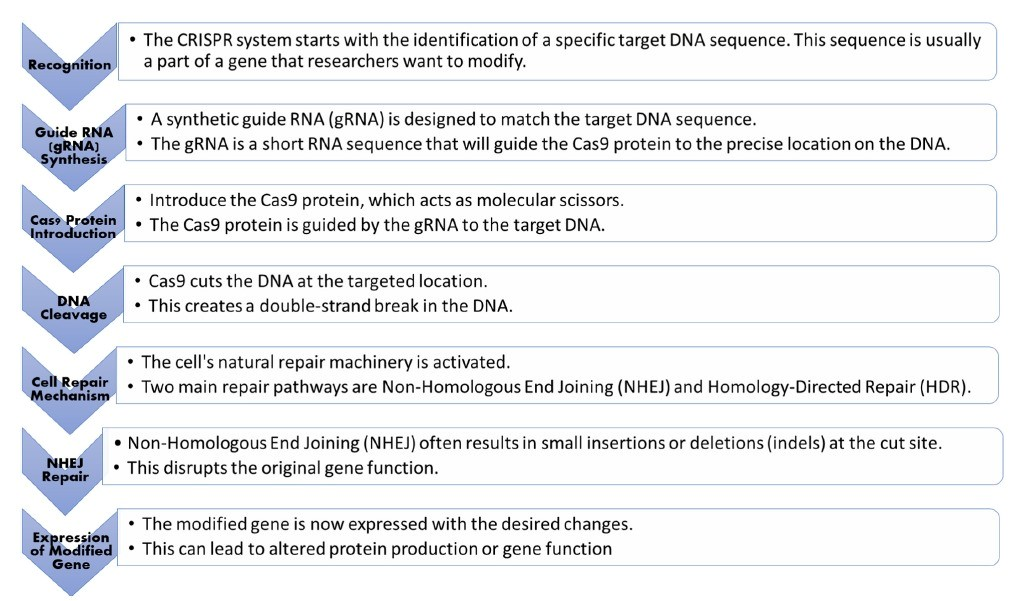 Recognition
• The CRISPR system starts with the identification of a specific target DNA sequence. This sequence is usually
a part of a gene that researchers want to modify.
Guide RNA
(gRNA)
Synthesis
• A synthetic guide RNA (gRNA) is designed to match the target DNA sequence.
• The gRNA is a short RNA sequence that will guide the Cas9 protein to the precise location on the DNA.
Cas9 Protein
Introduction
• Introduce the Cas9 protein, which acts as molecular scissors.
• The Cas9 protein is guided by the gRNA to the target DNA.
DNA
Cleavage
• Cas9 cuts the DNA at the targeted location.
• This creates a double-strand break in the DNA.
Cell Repair
Mechanism
• The cell's natural repair machinery is activated.
• Two main repair pathways are Non-Homologous End Joining (NHEJ) and Homology-Directed Repair (HDR).
NHEJ
Repair
• Non-Homologous End Joining (NHEJ) often results in small insertions or deletions (indels) at the cut site.
• This disrupts the original gene function.
Expression
of Modified
Gene
• The modified gene is now expressed with the desired changes.
• This can lead to altered protein production or gene function